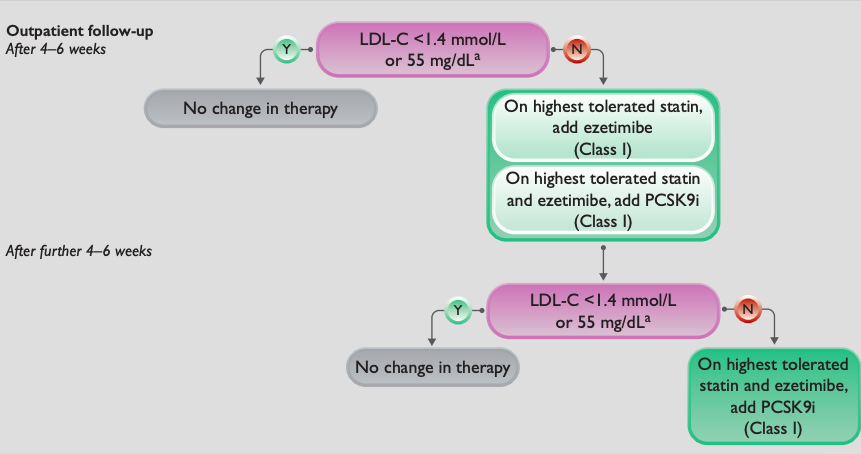 Outpatient follow-up
After 4–6 weeks
LDL-C <1.4 mmol/L
or 55 mg/dLª
Y
N
No change in therapy
On highest tolerated statin,
add ezetimibe
(Class I)
On highest tolerated statin
and ezetimibe, add PCSK9i
(Class I)
After further 4–6 weeks
LDL-C <1.4 mmol/L
or 55 mg/dLª
Y
N
No change in therapy
On highest tolerated
statin and ezetimibe,
add PCSK9i
(Class I)